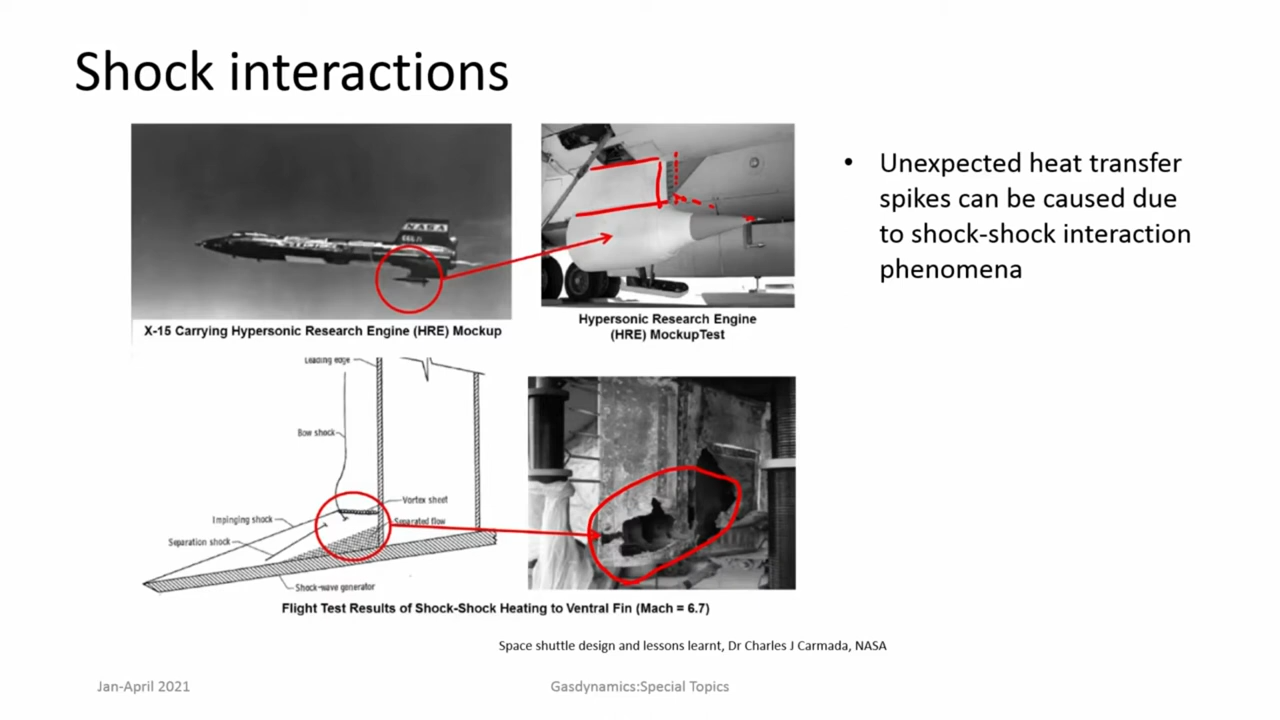 Shock interactions
NASA
X-15 Carrying Hypersonic Research Engine (HRE) Mockup
Hypersonic Research Engine
(HRE) MockupTest
• Unexpected heat transfer
spikes can be caused due
to shock-shock interaction
phenomena
Leading edge
Bow shock
Vortex sheet
Impinging shock
Separated flow
Separation shock
Shock-wave generator
Flight Test Results of Shock-Shock Heating to Ventral Fin (Mach = 6.7)
Space shuttle design and lessons learnt, Dr Charles J Carmada, NASA
Jan-April 2021
Gasdynamics:Special Topics